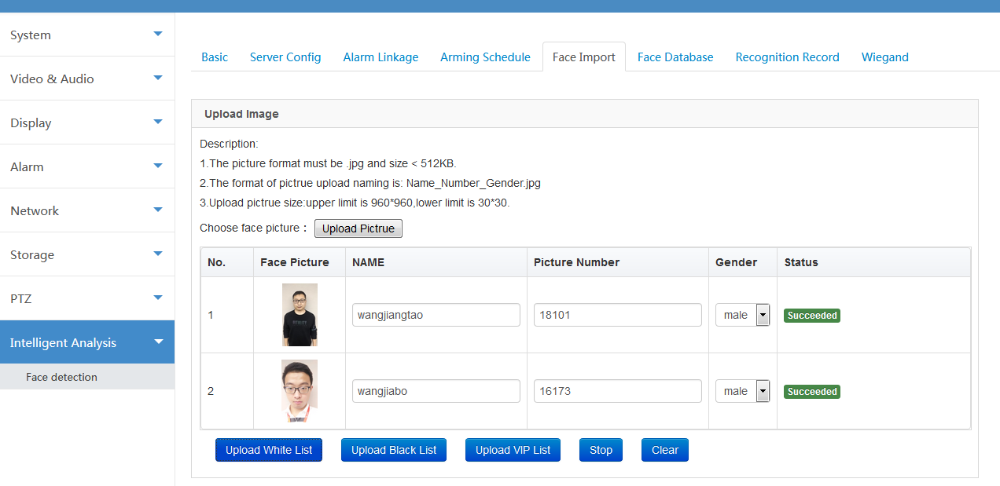 System
Video & Audio
Display
Alarm
Network
Storage
PTZ
Intelligent Analysis
Face detection
Basic Server Config Alarm Linkage Arming Schedule Face Import Face Database Recognition Record Wiegand
Upload Image
Description:
1.The picture format must be .jpg and size < 512KB.
2.The format of pictrue upload naming is: Name_Number_Gender.jpg
3.Upload pictrue size:upper limit is 960*960,lower limit is 30*30.
Choose face picture： Upload Pictrue
No. Face Picture NAME Picture Number Gender Status
1 wangjiangtao 18101 male Succeeded
2 wangjiabo 16173 male Succeeded
Upload White List Upload Black List Upload VIP List Stop Clear